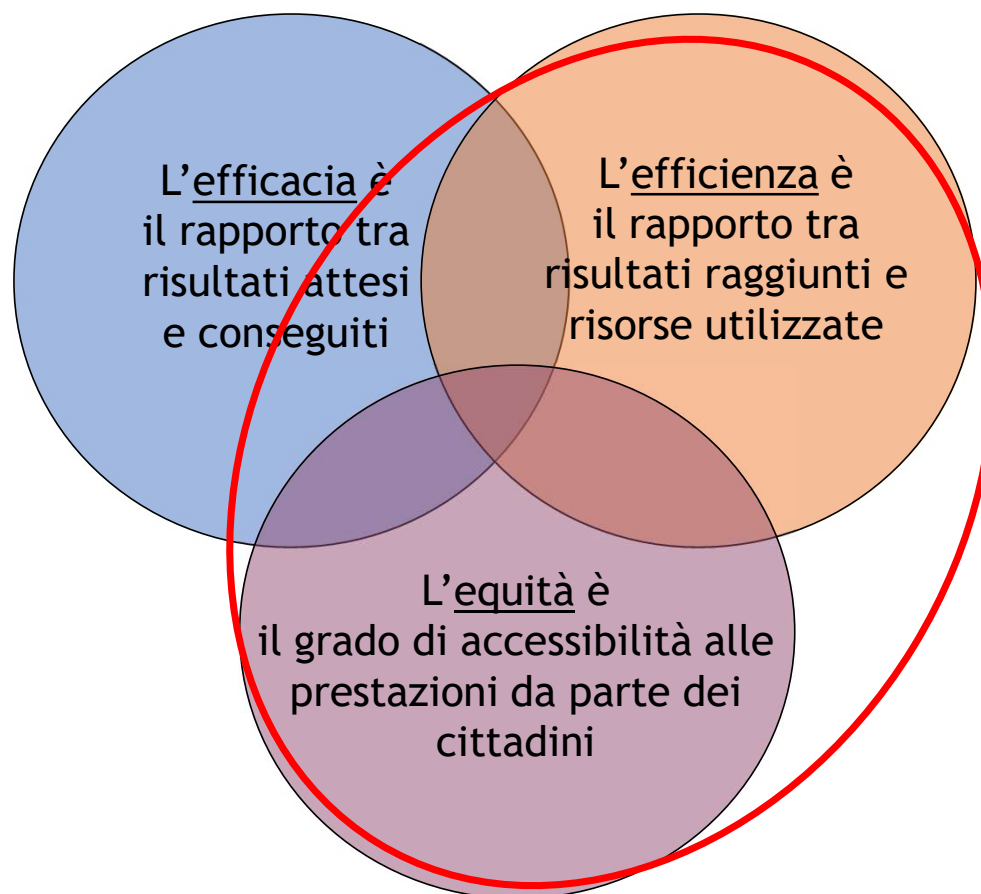 L’efficacia è
il rapporto tra
risultati attesi
e conseguiti
L’efficienza è
il rapporto tra
risultati raggiunti e
risorse utilizzate
L’equità è
il grado di accessibilità alle
prestazioni da parte dei
cittadini